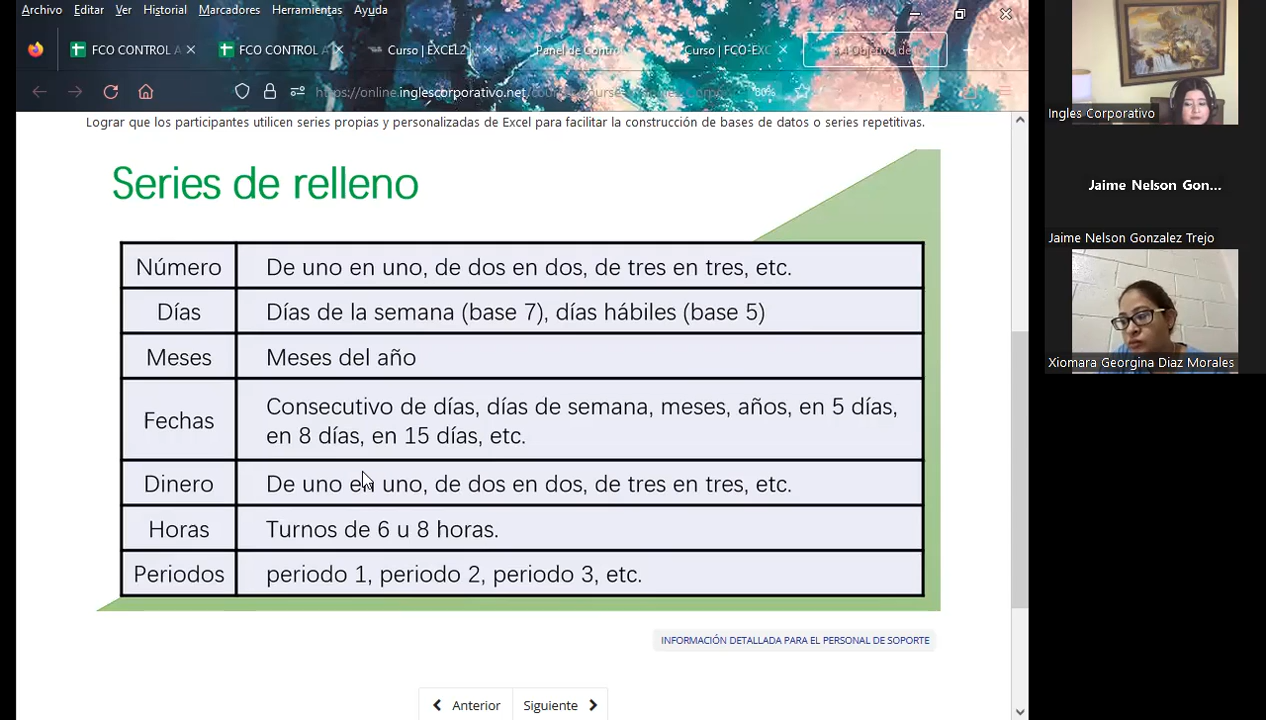 Archivo Editar Ver Historial Marcadores Herramientas Ayuda
FCO CONTROL A FCO CONTROL A Curso | EXCEL2 Panel de Contro Curso | FCO-EXC 3.4 Objetivo de
https://online.inglescorporativo.net 80%
Lograr que los participantes utilicen series propias y personalizadas de Excel para facilitar la construcción de bases de datos o series repetitivas.
Series de relleno
Número De uno en uno, de dos en dos, de tres en tres, etc.
Días Días de la semana (base 7), días hábiles (base 5)
Meses Meses del año
Fechas Consecutivo de días, días de semana, meses, años, en 5 días,
en 8 días, en 15 días, etc.
Dinero De uno en uno, de dos en dos, de tres en tres, etc.
Horas Turnos de 6 u 8 horas.
Periodos periodo 1, periodo 2, periodo 3, etc.
INFORMACIÓN DETALLADA PARA EL PERSONAL DE SOPORTE
Anterior Siguiente
Ingles Corporativo
Jaime Nelson Gon...
Jaime Nelson Gonzalez Trejo
Xiomara Georgina Diaz Morales